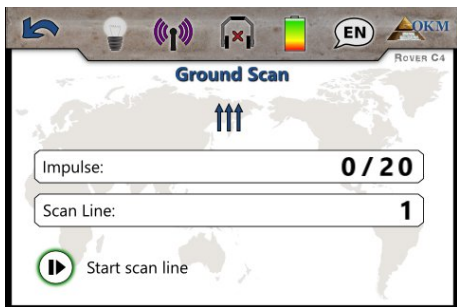 EN
OKM
ROVER C4
Ground Scan
Impulse: 0/20
Scan Line: 1
Start scan line